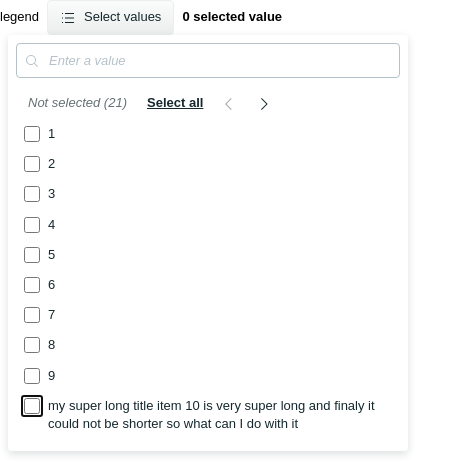 legend Select values 0 selected value
Enter a value
Not selected (21) Select all
1
2
3
4
5
6
7
8
9
my super long title item 10 is very super long and finaly it
could not be shorter so what can I do with it